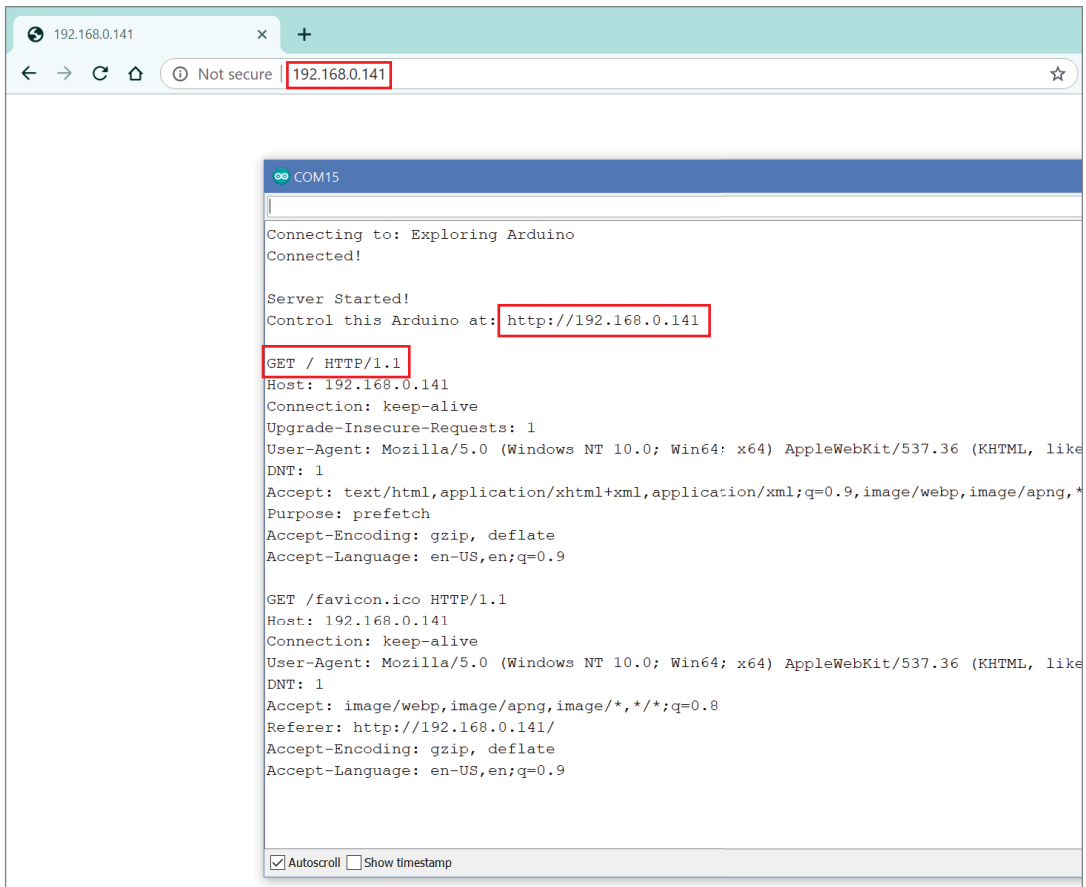 192.168.0.141
Not secure 192.168.0.141
COM15
Connecting to: Exploring Arduino
Connected!
Server Started!
Control this Arduino at: http://192.168.0.141
GET / HTTP/1.1
Host: 192.168.0.141
Connection: keep-alive
Upgrade-Insecure-Requests: 1
User-Agent: Mozilla/5.0 (Windows NT 10.0; Win64; x64) AppleWebKit/537.36 (KHTML, like
DNT: 1
Accept: text/html,application/xhtml+xml,application/xml;q=0.9,image/webp,image/apng,*
Purpose: prefetch
Accept-Encoding: gzip, deflate
Accept-Language: en-US,en;q=0.9
GET /favicon.ico HTTP/1.1
Host: 192.168.0.141
Connection: keep-alive
User-Agent: Mozilla/5.0 (Windows NT 10.0; Win64; x64) AppleWebKit/537.36 (KHTML, like
DNT: 1
Accept: image/webp,image/apng,image/*,*/*;q=0.8
Referer: http://192.168.0.141/
Accept-Encoding: gzip, deflate
Accept-Language: en-US,en;q=0.9
Autoscroll Show timestamp